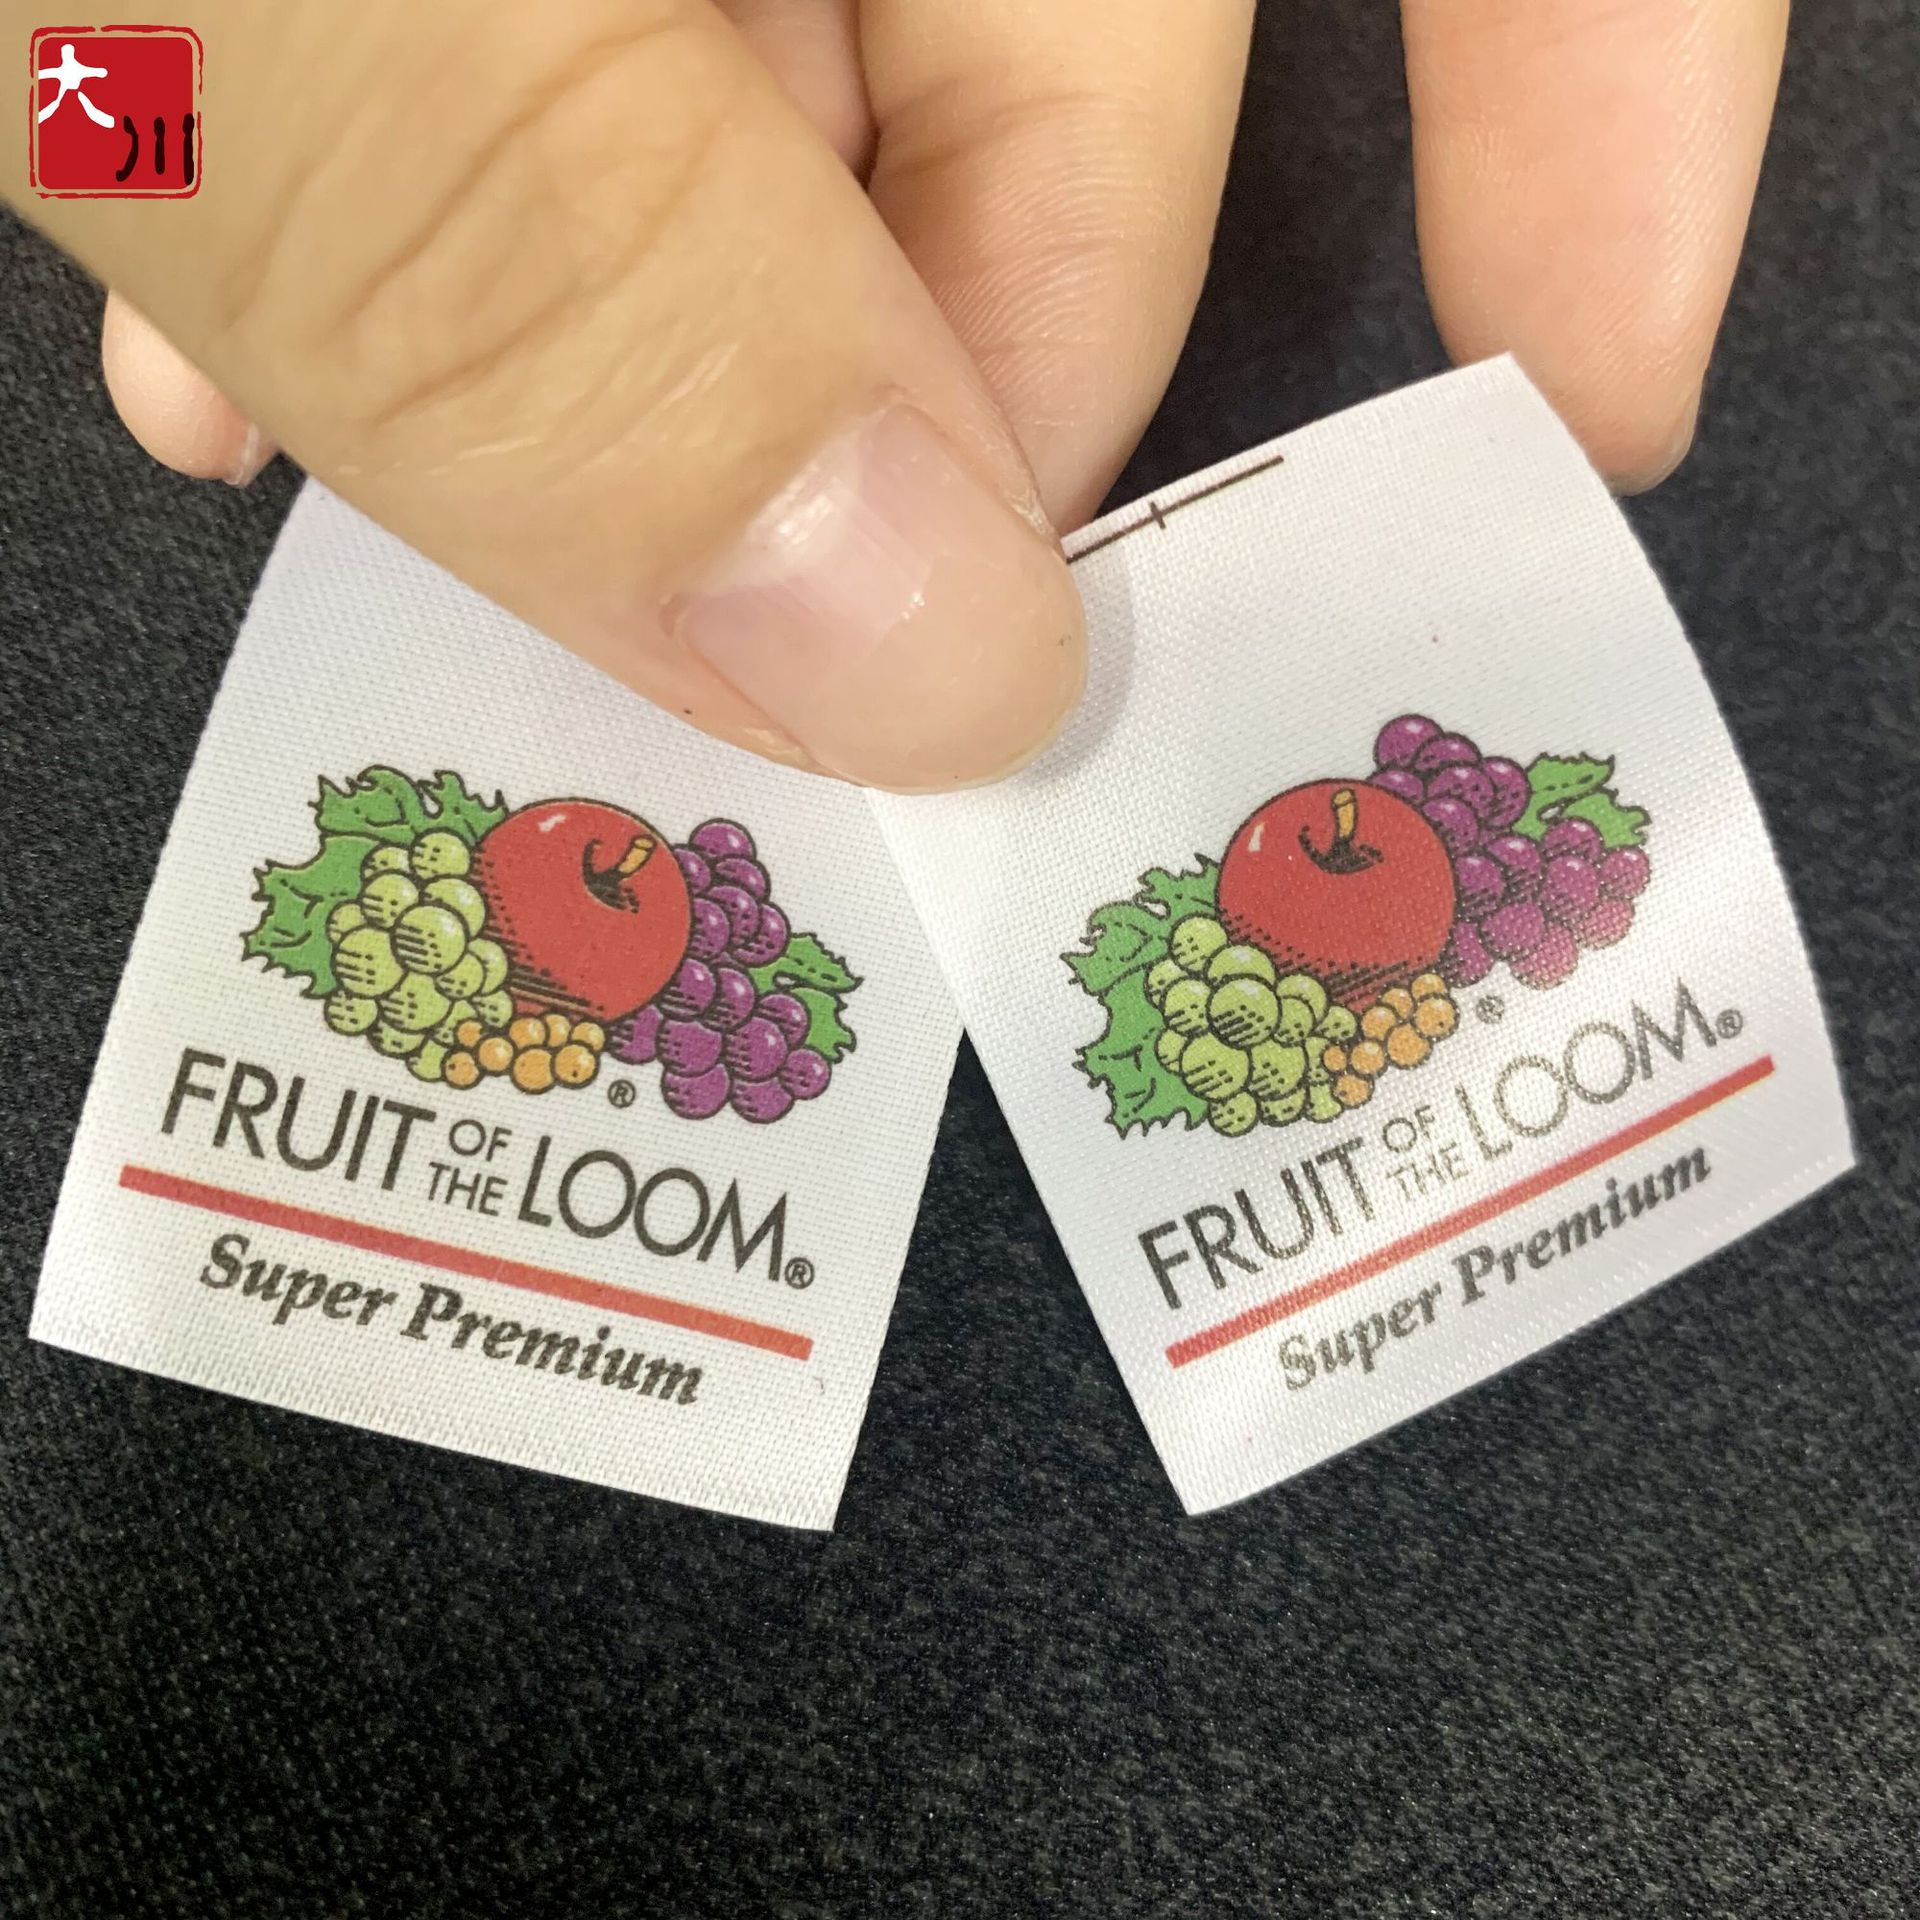 大川
®
FRUIT OF THE LOOM®
Super Premium
®
FRUIT OF THE LOOM®
Super Premium